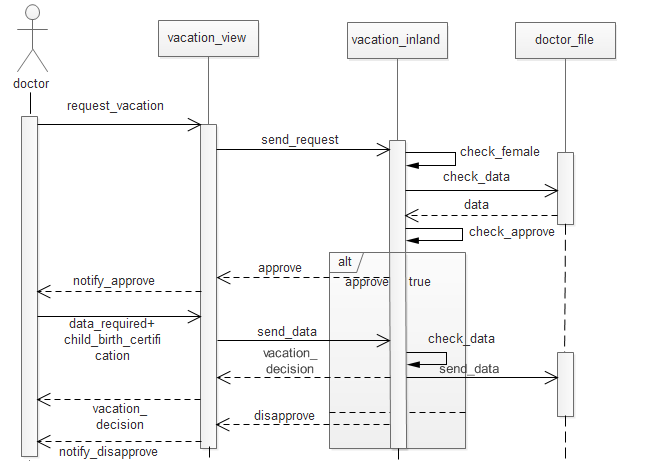 vacation_view
vacation_inland
doctor_file
doctor
request_vacation
send_request
check_female
check_data
data
check_approve
alt
approve
approve true
notify_approve
data_required+
child_birth_certifi
cation
send_data
check_data
vacation_
decision
send_data
vacation_
decision
disapprove
notify_disapprove